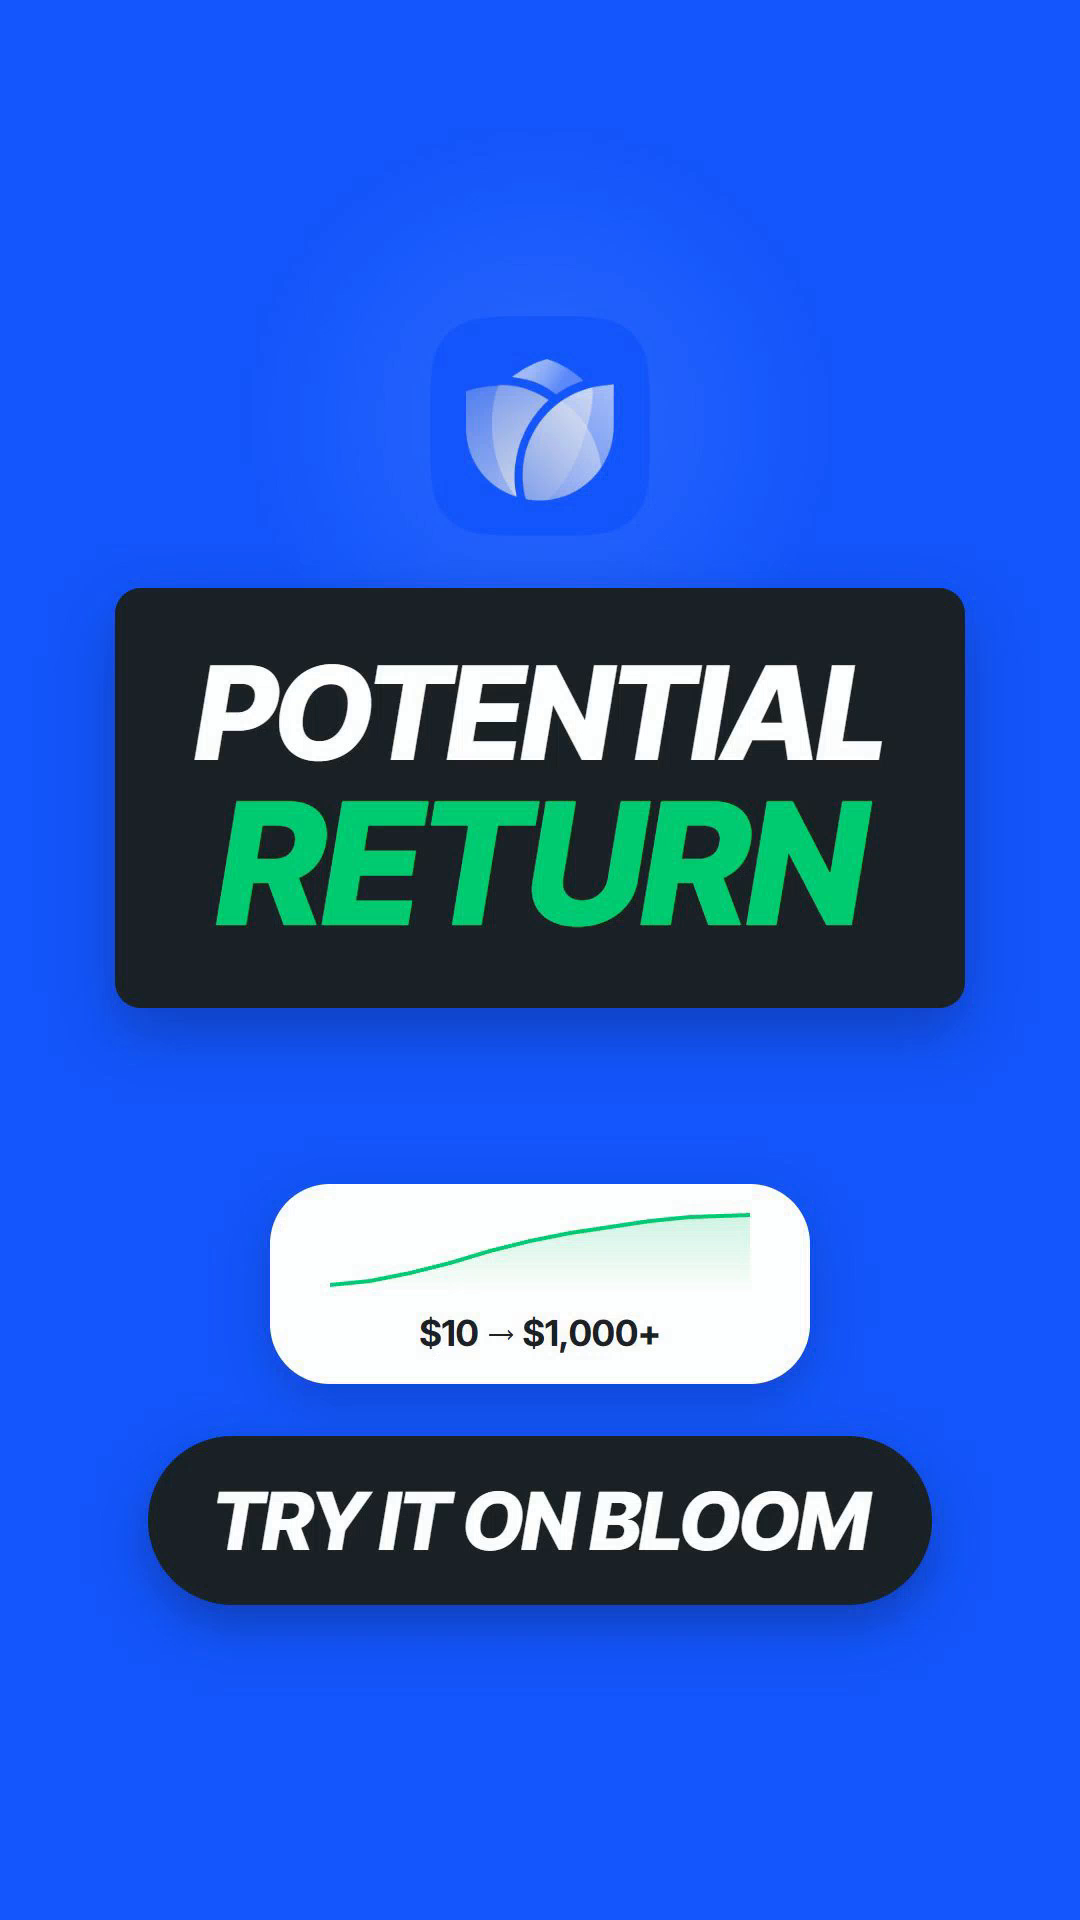 POTENTIAL
RETURN
$10 → $1,000+
TRY IT ON BLOOM